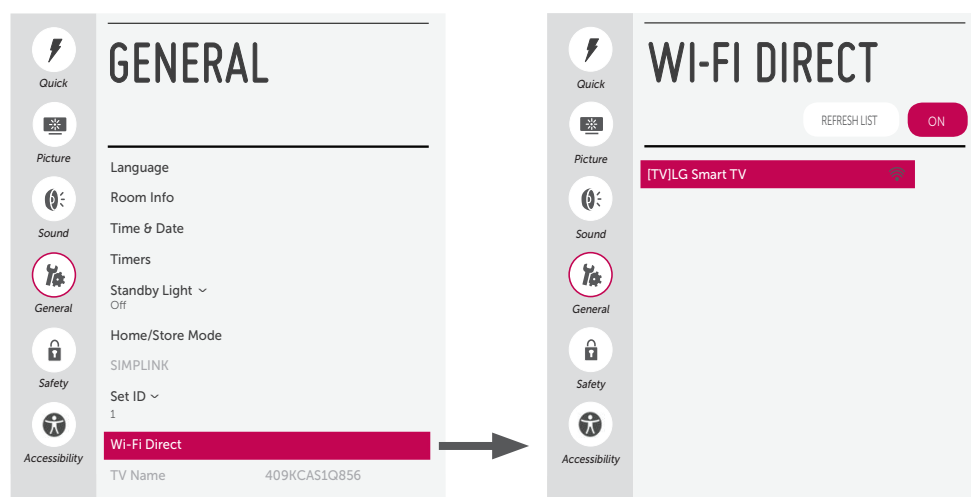 Quick
Picture
Sound
General
Safety
Accessibility
GENERAL
Language
Room Info
Time & Date
Timers
Standby Light
Off
Home/Store Mode
SIMPLINK
Set ID
1
Wi-Fi Direct
TV Name 409KCAS1Q856
Quick
Picture
Sound
General
Safety
Accessibility
WI-FI DIRECT
REFRESH LIST ON
[TV]LG Smart TV